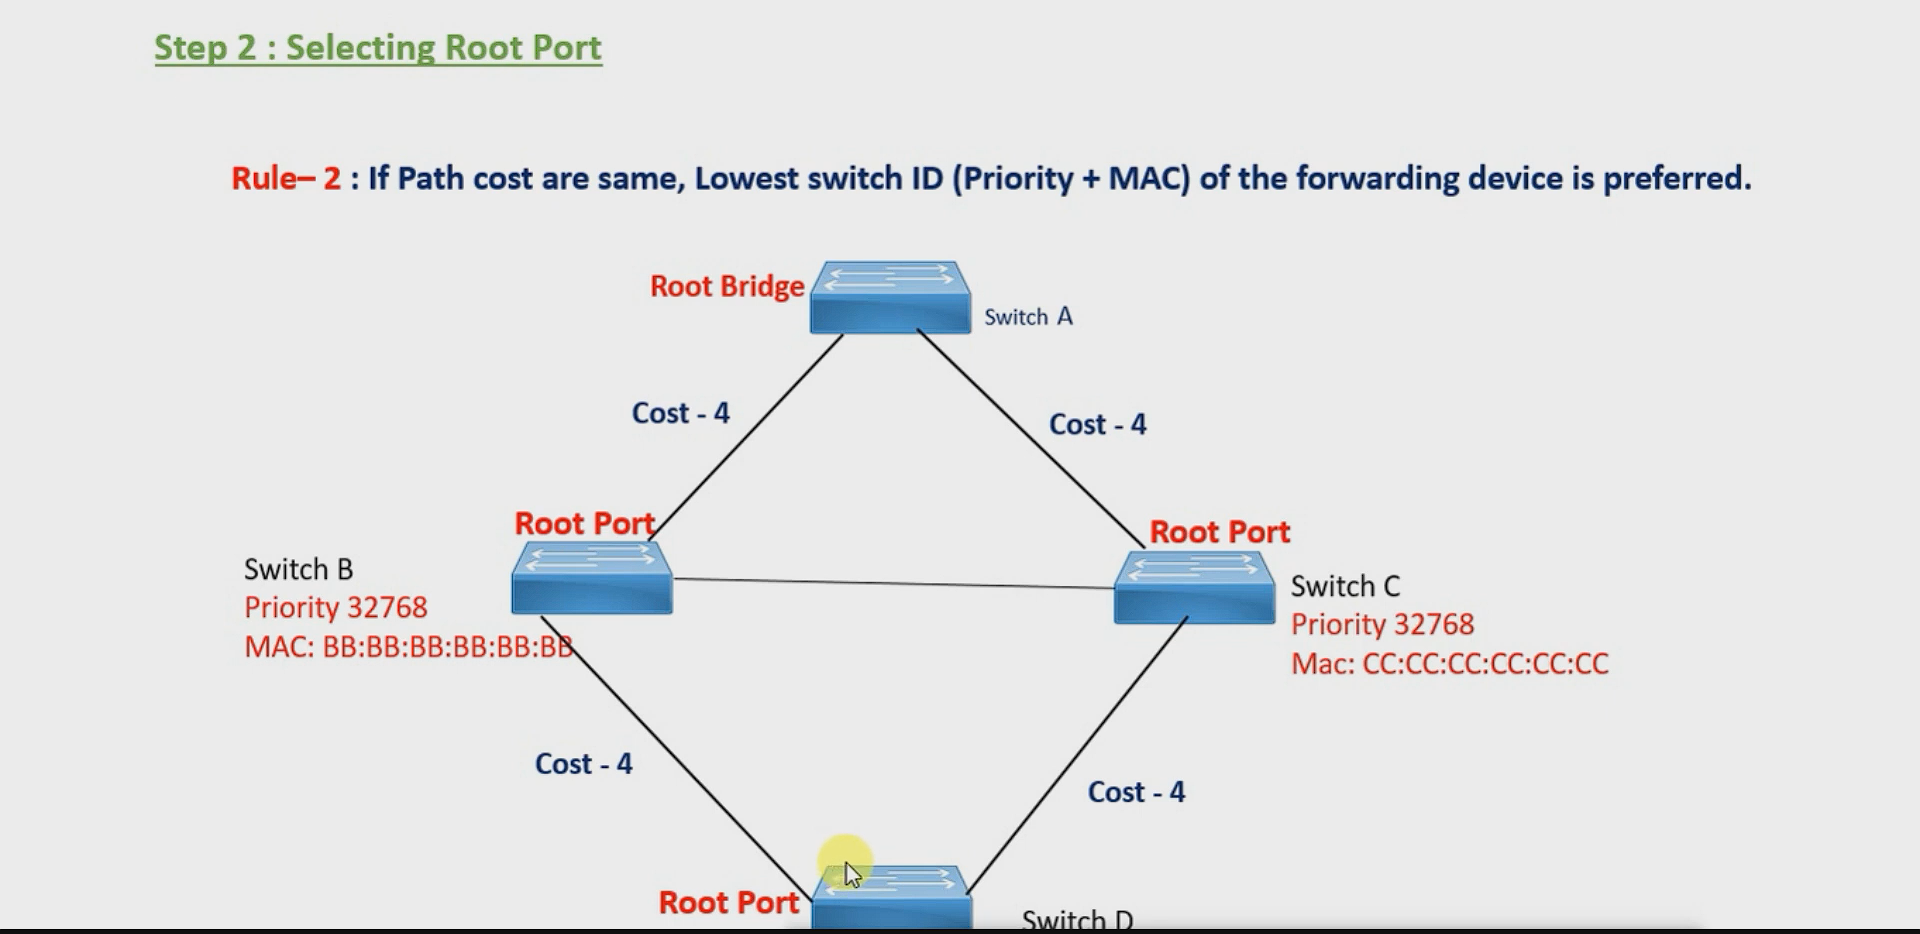 Step 2 : Selecting Root Port
Rule– 2 : If Path cost are same, Lowest switch ID (Priority + MAC) of the forwarding device is preferred.
Root Bridge
Switch A
Cost - 4
Cost - 4
Root Port
Root Port
Switch B
Priority 32768
MAC: BB:BB:BB:BB:BB:BB
Switch C
Priority 32768
Mac: CC:CC:CC:CC:CC:CC
Cost - 4
Cost - 4
Root Port
Switch D